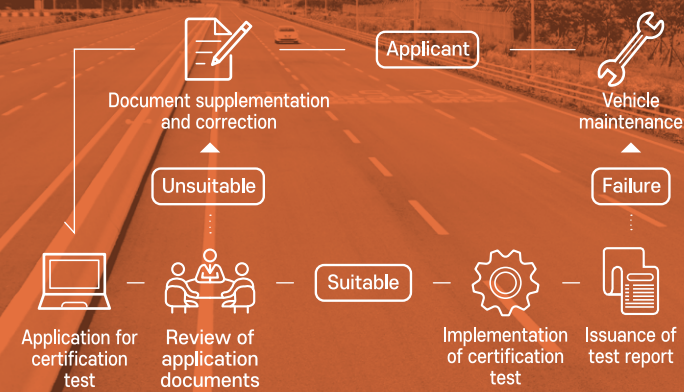 Applicant
Document supplementation
and correction
Vehicle
maintenance
Unsuitable
Failure
Suitable
Application for
certification
test
Review of
application
documents
Implementation
of certification
test
Issuance of
test report